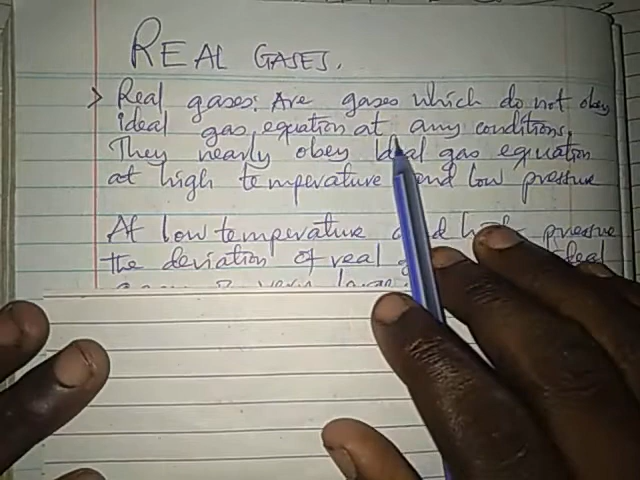 REAL GASES.
> Real gases: Are gases which do not obey
ideal gas equation at any conditions.
They nearly obey Ideal gas equation
at high temperature and low pressure
At low temperature and high pressure
the deviation of real